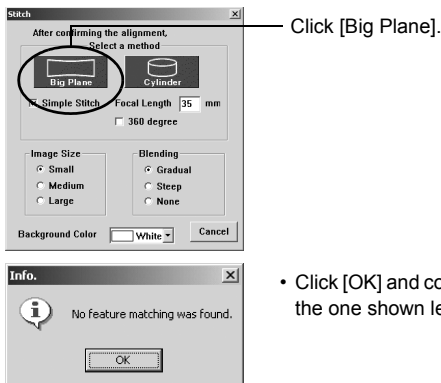 Stitch
After confirming the alignment,
Select a method
Big Plane
Cylinder
Simple Stitch
Focal Length 35 mm
360 degree
Image Size
Small
Medium
Large
Blending
Gradual
Steep
None
Background Color
White
Cancel
Click [Big Plane].
Info.
No feature matching was found.
OK
• Click [OK] and co
the one shown le